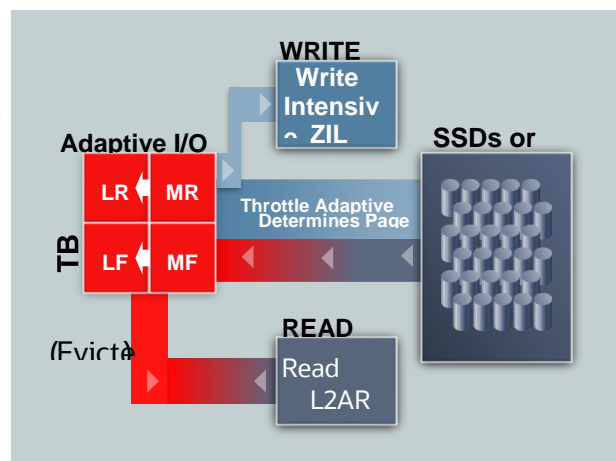 WRITE
Write
Intensiv
ZIL
Adaptive I/O
SSDs or
LR
MR
Throttle Adaptive
Determines Page
TB
LF
MF
READ
(Evicte
Read
L2AR